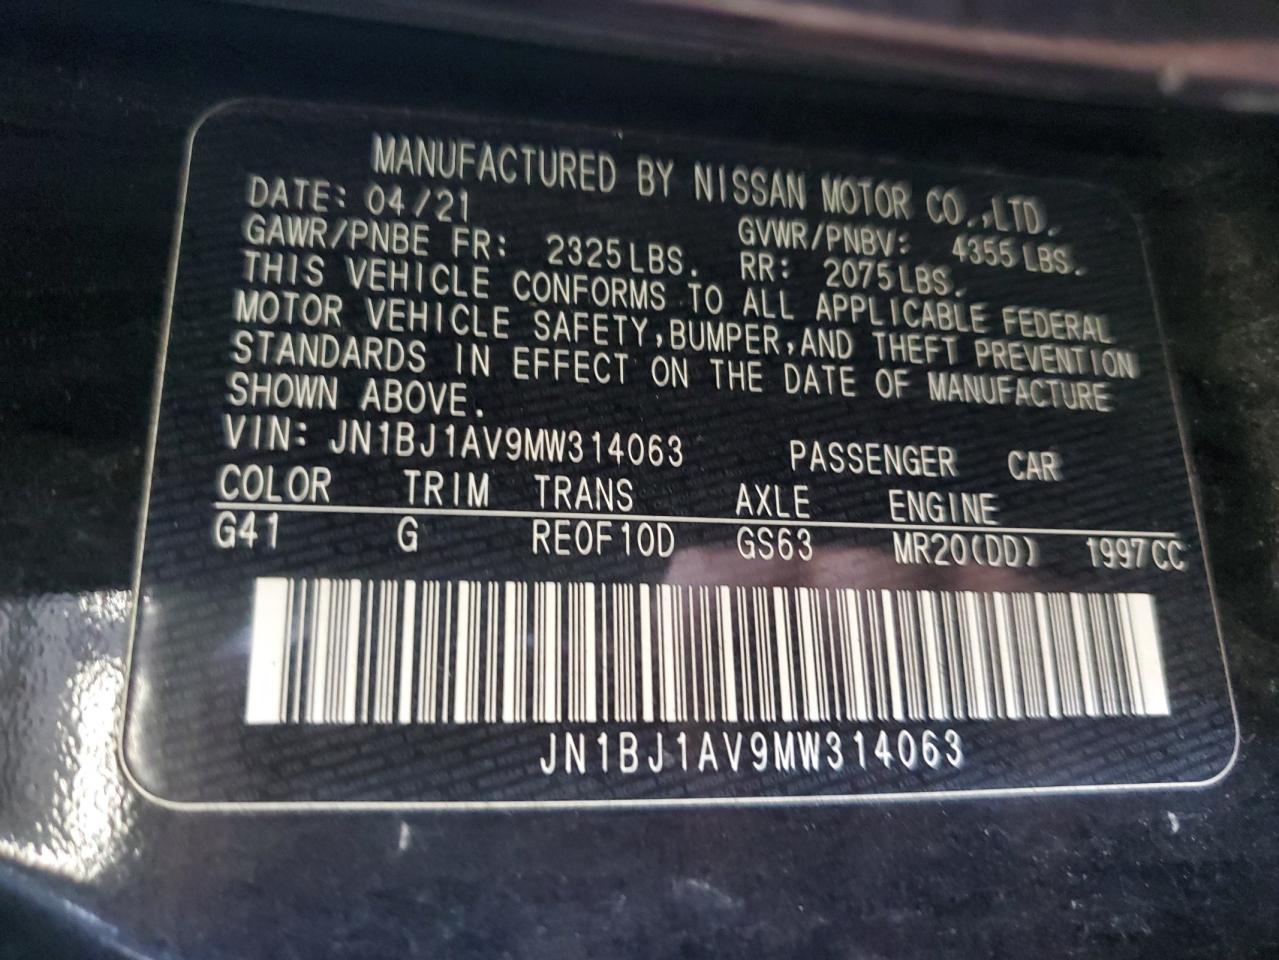 MANUFACTURED BY NISSAN MOTOR CO.,LTD.
DATE: 04/21 GVWR/PNBV: 4355LBS.
GAWR/PNBE FR: 2325LBS. RR: 2075LBS.
THIS VEHICLE CONFORMS TO ALL APPLICABLE FEDERAL
MOTOR VEHICLE SAFETY,BUMPER,AND THEFT PREVENTION
STANDARDS IN EFFECT ON THE DATE OF MANUFACTURE
SHOWN ABOVE.
VIN: JN1BJ1AV9MW314063 PASSENGER CAR
COLOR TRIM TRANS AXLE ENGINE
G41 G RE0F10D GS63 MR20(DD) 1997CC
JN1BJ1AV9MW314063